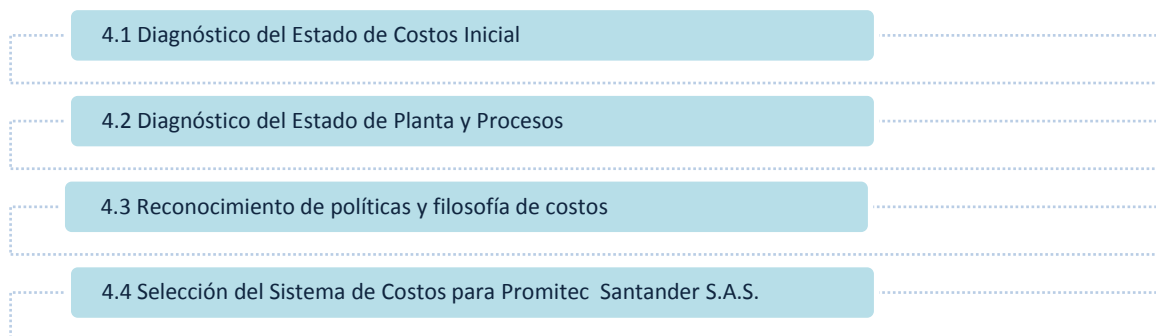 4.1 Diagnóstico del Estado de Costos Inicial
4.2 Diagnóstico del Estado de Planta y Procesos
4.3 Reconocimiento de políticas y filosofía de costos
4.4 Selección del Sistema de Costos para Promitec  Santander S.A.S.